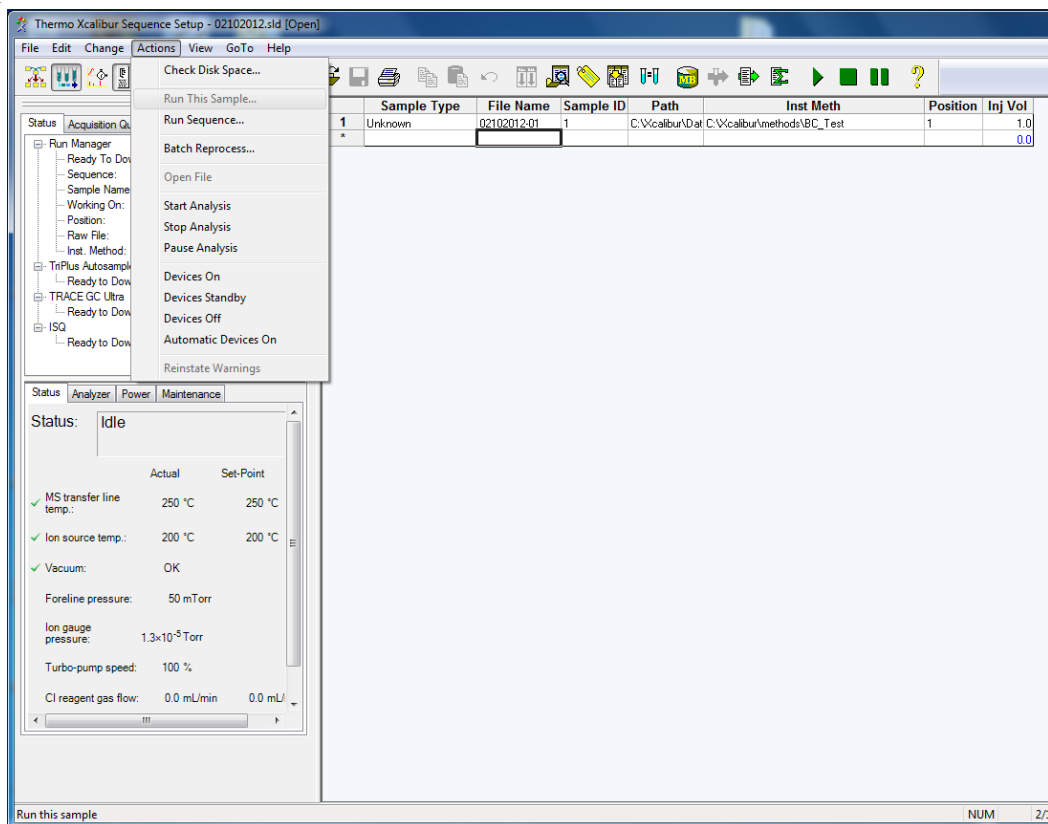 Thermo Xcalibur Sequence Setup - 02102012.sld [Open]
File Edit Change Actions View GoTo Help
Check Disk Space...
Run This Sample...
Run Sequence...
Batch Reprocess...
Open File
Start Analysis
Stop Analysis
Pause Analysis
Devices On
Devices Standby
Devices Off
Automatic Devices On
Reinstate Warnings
Status Acquisition Qu
Run Manager
Ready To Dow
Sequence:
Sample Name
Working On:
Position:
Raw File:
Inst. Method:
TriPlus Autosampl
Ready to Dow
TRACE GC Ultra
Ready to Dow
ISQ
Ready to Dow
Sample Type File Name Sample ID Path Inst Meth Position Inj Vol
1 Unknown 02102012-01 1 C:\Xcalibur\Dat C:\Xcalibur\methods\BC_Test 1 1.0
* 0.0
Status Analyzer Power Maintenance
Status: Idle
Actual Set-Point
MS transfer line temp.: 250 °C 250 °C
Ion source temp.: 200 °C 200 °C
Vacuum: OK
Foreline pressure: 50 mTorr
Ion gauge pressure: 1.3×10-5 Torr
Turbo-pump speed: 100 %
CI reagent gas flow: 0.0 mL/min 0.0 mL/
Run this sample NUM 2/